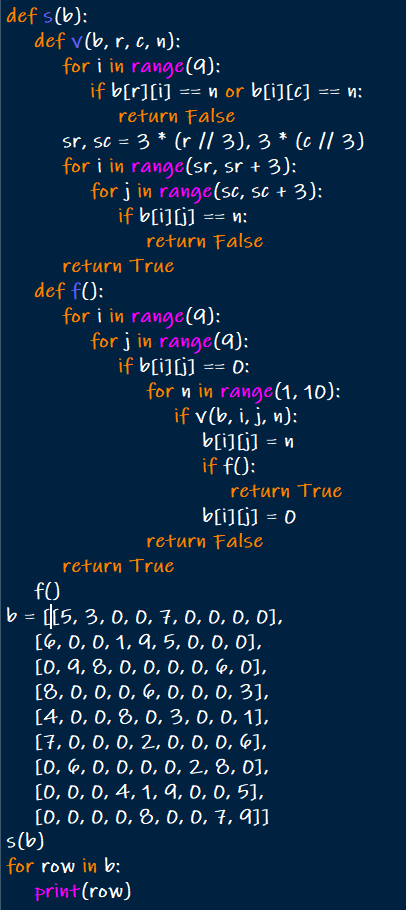 def s(b):
    def v(b, r, c, n):
        for i in range(9):
            if b[r][i] == n or b[i][c] == n:
                return False
        sr, sc = 3 * (r // 3), 3 * (c // 3)
        for i in range(sr, sr + 3):
            for j in range(sc, sc + 3):
                if b[i][j] == n:
                    return False
        return True
    def f():
        for i in range(9):
            for j in range(9):
                if b[i][j] == 0:
                    for n in range(1, 10):
                        if v(b, i, j, n):
                            b[i][j] = n
                            if f():
                                return True
                            b[i][j] = 0
                    return False
        return True
    f()
b = [[5, 3, 0, 0, 7, 0, 0, 0, 0],
    [6, 0, 0, 1, 9, 5, 0, 0, 0],
    [0, 9, 8, 0, 0, 0, 0, 6, 0],
    [8, 0, 0, 0, 6, 0, 0, 0, 3],
    [4, 0, 0, 8, 0, 3, 0, 0, 1],
    [7, 0, 0, 0, 2, 0, 0, 0, 6],
    [0, 6, 0, 0, 0, 0, 2, 8, 0],
    [0, 0, 0, 4, 1, 9, 0, 0, 5],
    [0, 0, 0, 0, 8, 0, 0, 7, 9]]
s(b)
for row in b:
    print(row)